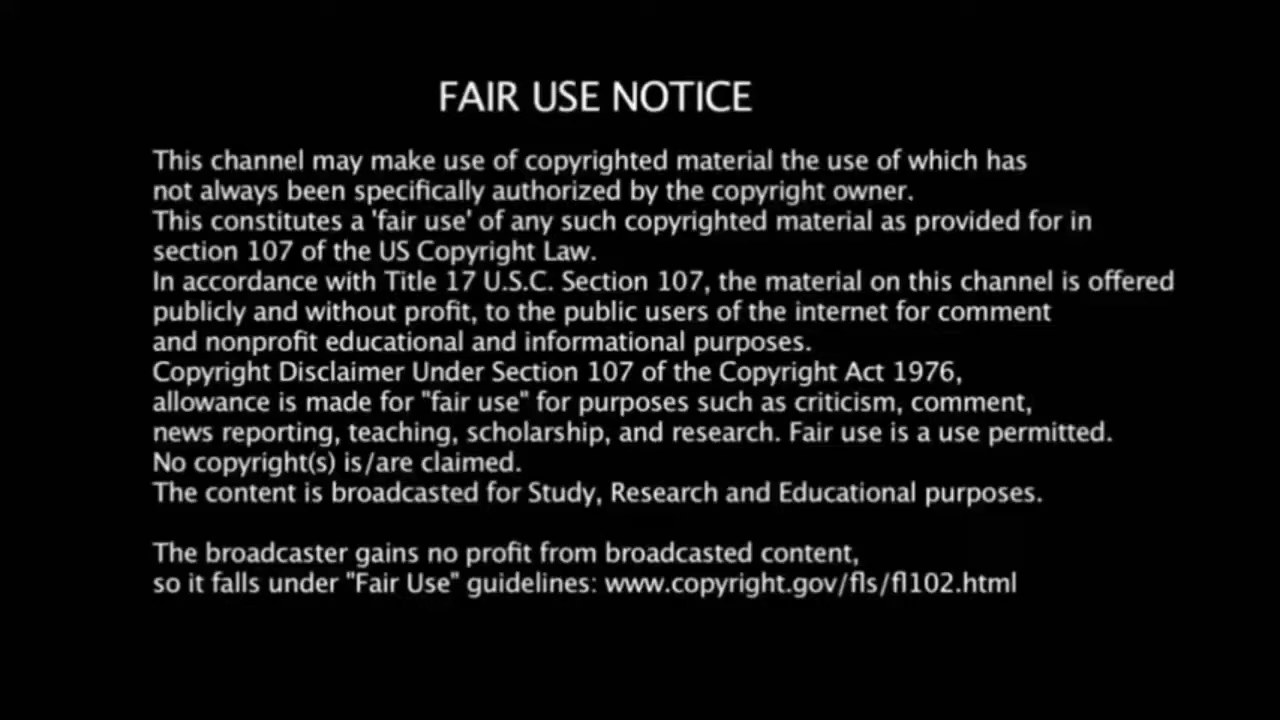 FAIR USE NOTICE
This channel may make use of copyrighted material the use of which has
not always been specifically authorized by the copyright owner.
This constitutes a 'fair use' of any such copyrighted material as provided for in
section 107 of the US Copyright Law.
In accordance with Title 17 U.S.C. Section 107, the material on this channel is offered
publicly and without profit, to the public users of the internet for comment
and nonprofit educational and informational purposes.
Copyright Disclaimer Under Section 107 of the Copyright Act 1976,
allowance is made for "fair use" for purposes such as criticism, comment,
news reporting, teaching, scholarship, and research. Fair use is a use permitted.
No copyright(s) is/are claimed.
The content is broadcasted for Study, Research and Educational purposes.
The broadcaster gains no profit from broadcasted content,
so it falls under "Fair Use" guidelines: www.copyright.gov/fls/fl102.html